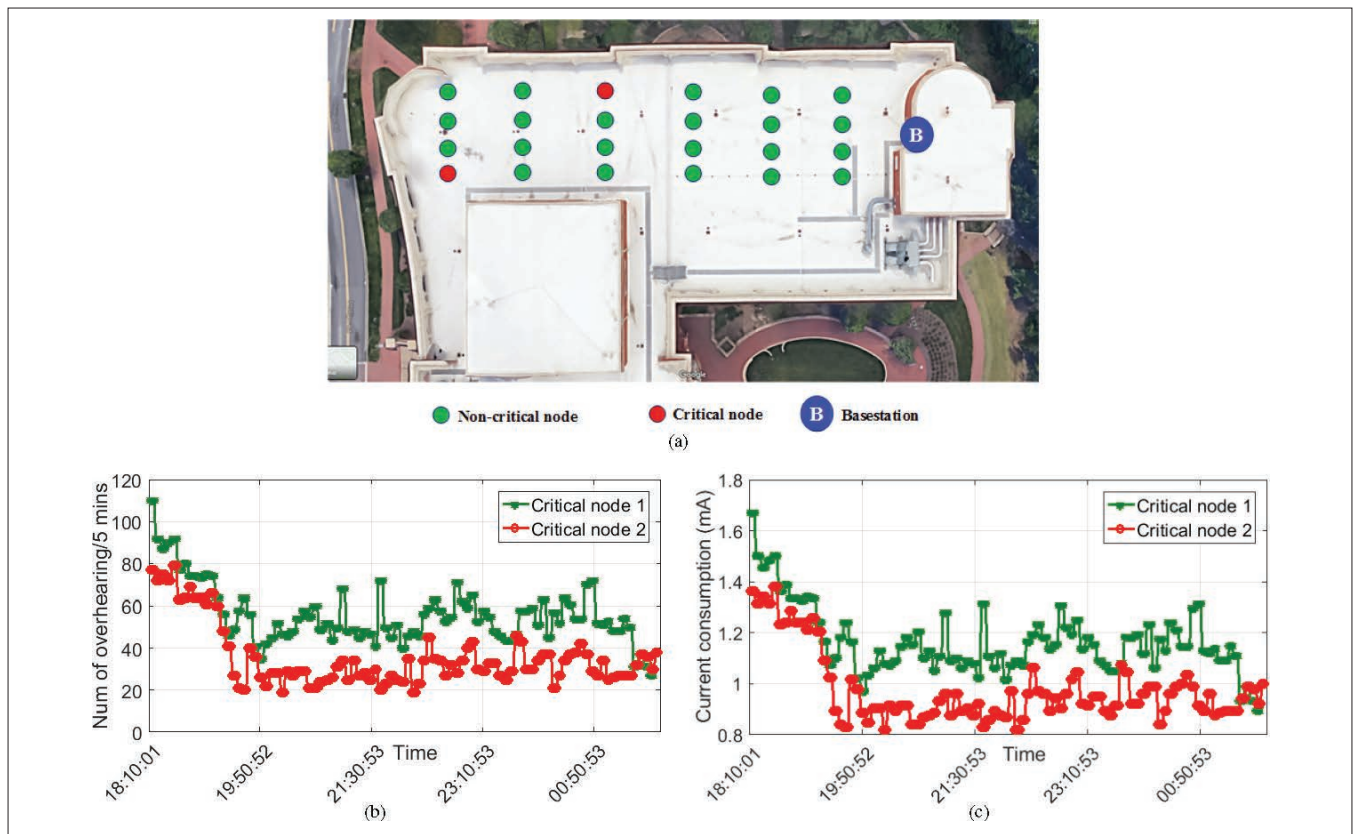 B
Google
Non-critical node
Critical node
B
Basestation
(a)
120
100
80
60
40
20
0
Num of overhearing/5 mins
Critical node 1
Critical node 2
18:10:01
19:50:52
21:30:53
23:10:53
00:50:53
Time
(b)
1.8
1.6
1.4
1.2
1
0.8
Current consumption (mA)
Critical node 1
Critical node 2
18:10:01
19:50:52
21:30:53
23:10:53
00:50:53
Time
(c)